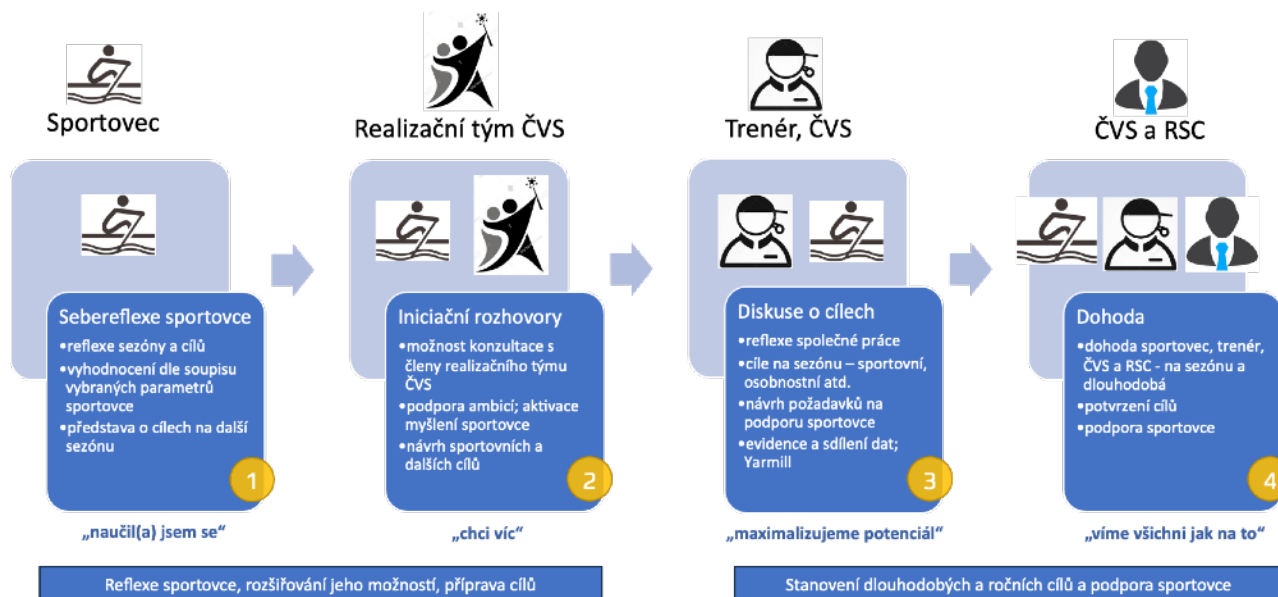 Sportovec
Realizační tým ČVS
Trenér, ČVS
ČVS a RSC
Sebereflexe sportovce
•reflexe sezóny a cílů
•vyhodnocení dle soupisu
vybraných parametrů
sportovce
•představa o cílech na další
sezónu
1
„naučil(a) jsem se“
Iniciační rozhovory
•možnost konzultace s
členy realizačního týmu
ČVS
•podpora ambicí; aktivace
myšlení sportovce
•návrh sportovních a
dalších cílů
2
„chci víc“
Diskuse o cílech
•reflexe společné práce
•cíle na sezónu – sportovní,
osobnostní atd.
•návrh požadavků na
podporu sportovce
•evidence a sdílení dat;
Yarmill
3
„maximalizujeme potenciál“
Dohoda
•dohoda sportovec, trenér,
ČVS a RSC - na sezónu a
dlouhodobá
•potvrzení cílů
•podpora sportovce
4
„víme všichni jak na to“
Reflexe sportovce, rozšiřování jeho možností, příprava cílů
Stanovení dlouhodobých a ročních cílů a podpora sportovce